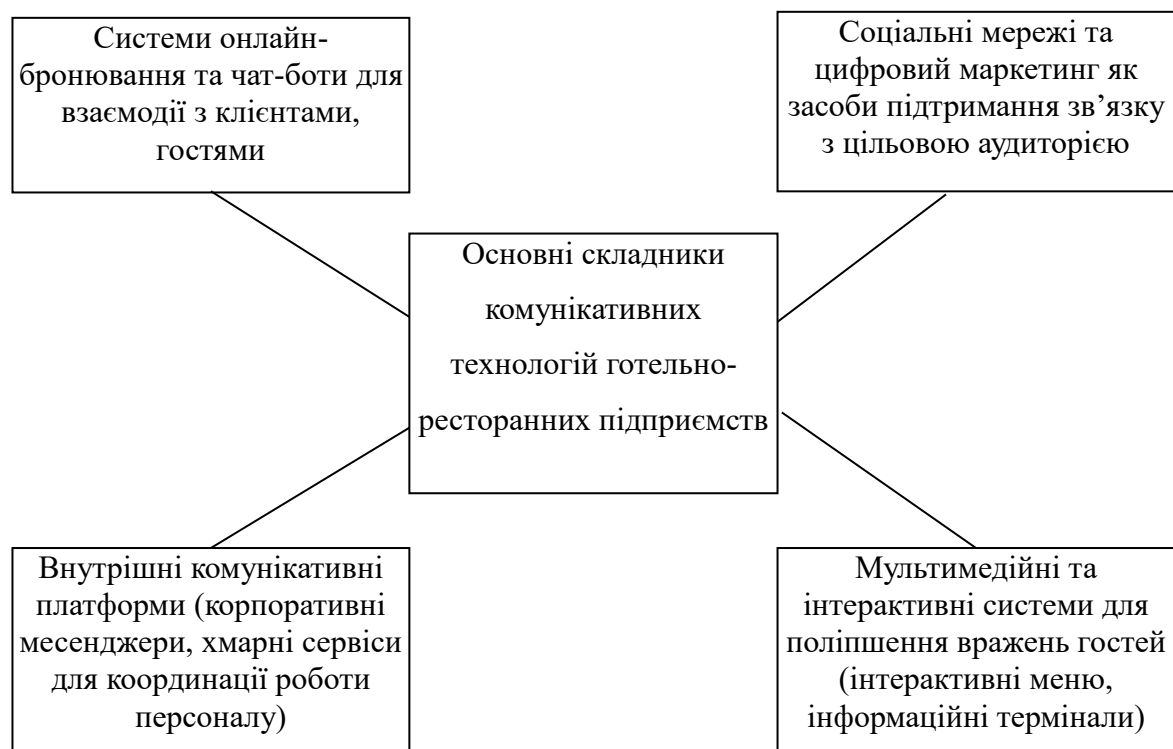 Системи онлайн-
бронювання та чат-боти для
взаємодії з клієнтами,
гостями
Соціальні мережі та
цифровий маркетинг як
засоби підтримання зв’язку
з цільовою аудиторією
Основні складники
комунікативних
технологій готельно-
ресторанних підприємств
Внутрішні комунікативні
платформи (корпоративні
месенджери, хмарні сервіси
для координації роботи
персоналу)
Мультимедійні та
інтерактивні системи для
поліпшення вражень гостей
(інтерактивні меню,
інформаційні термінали)